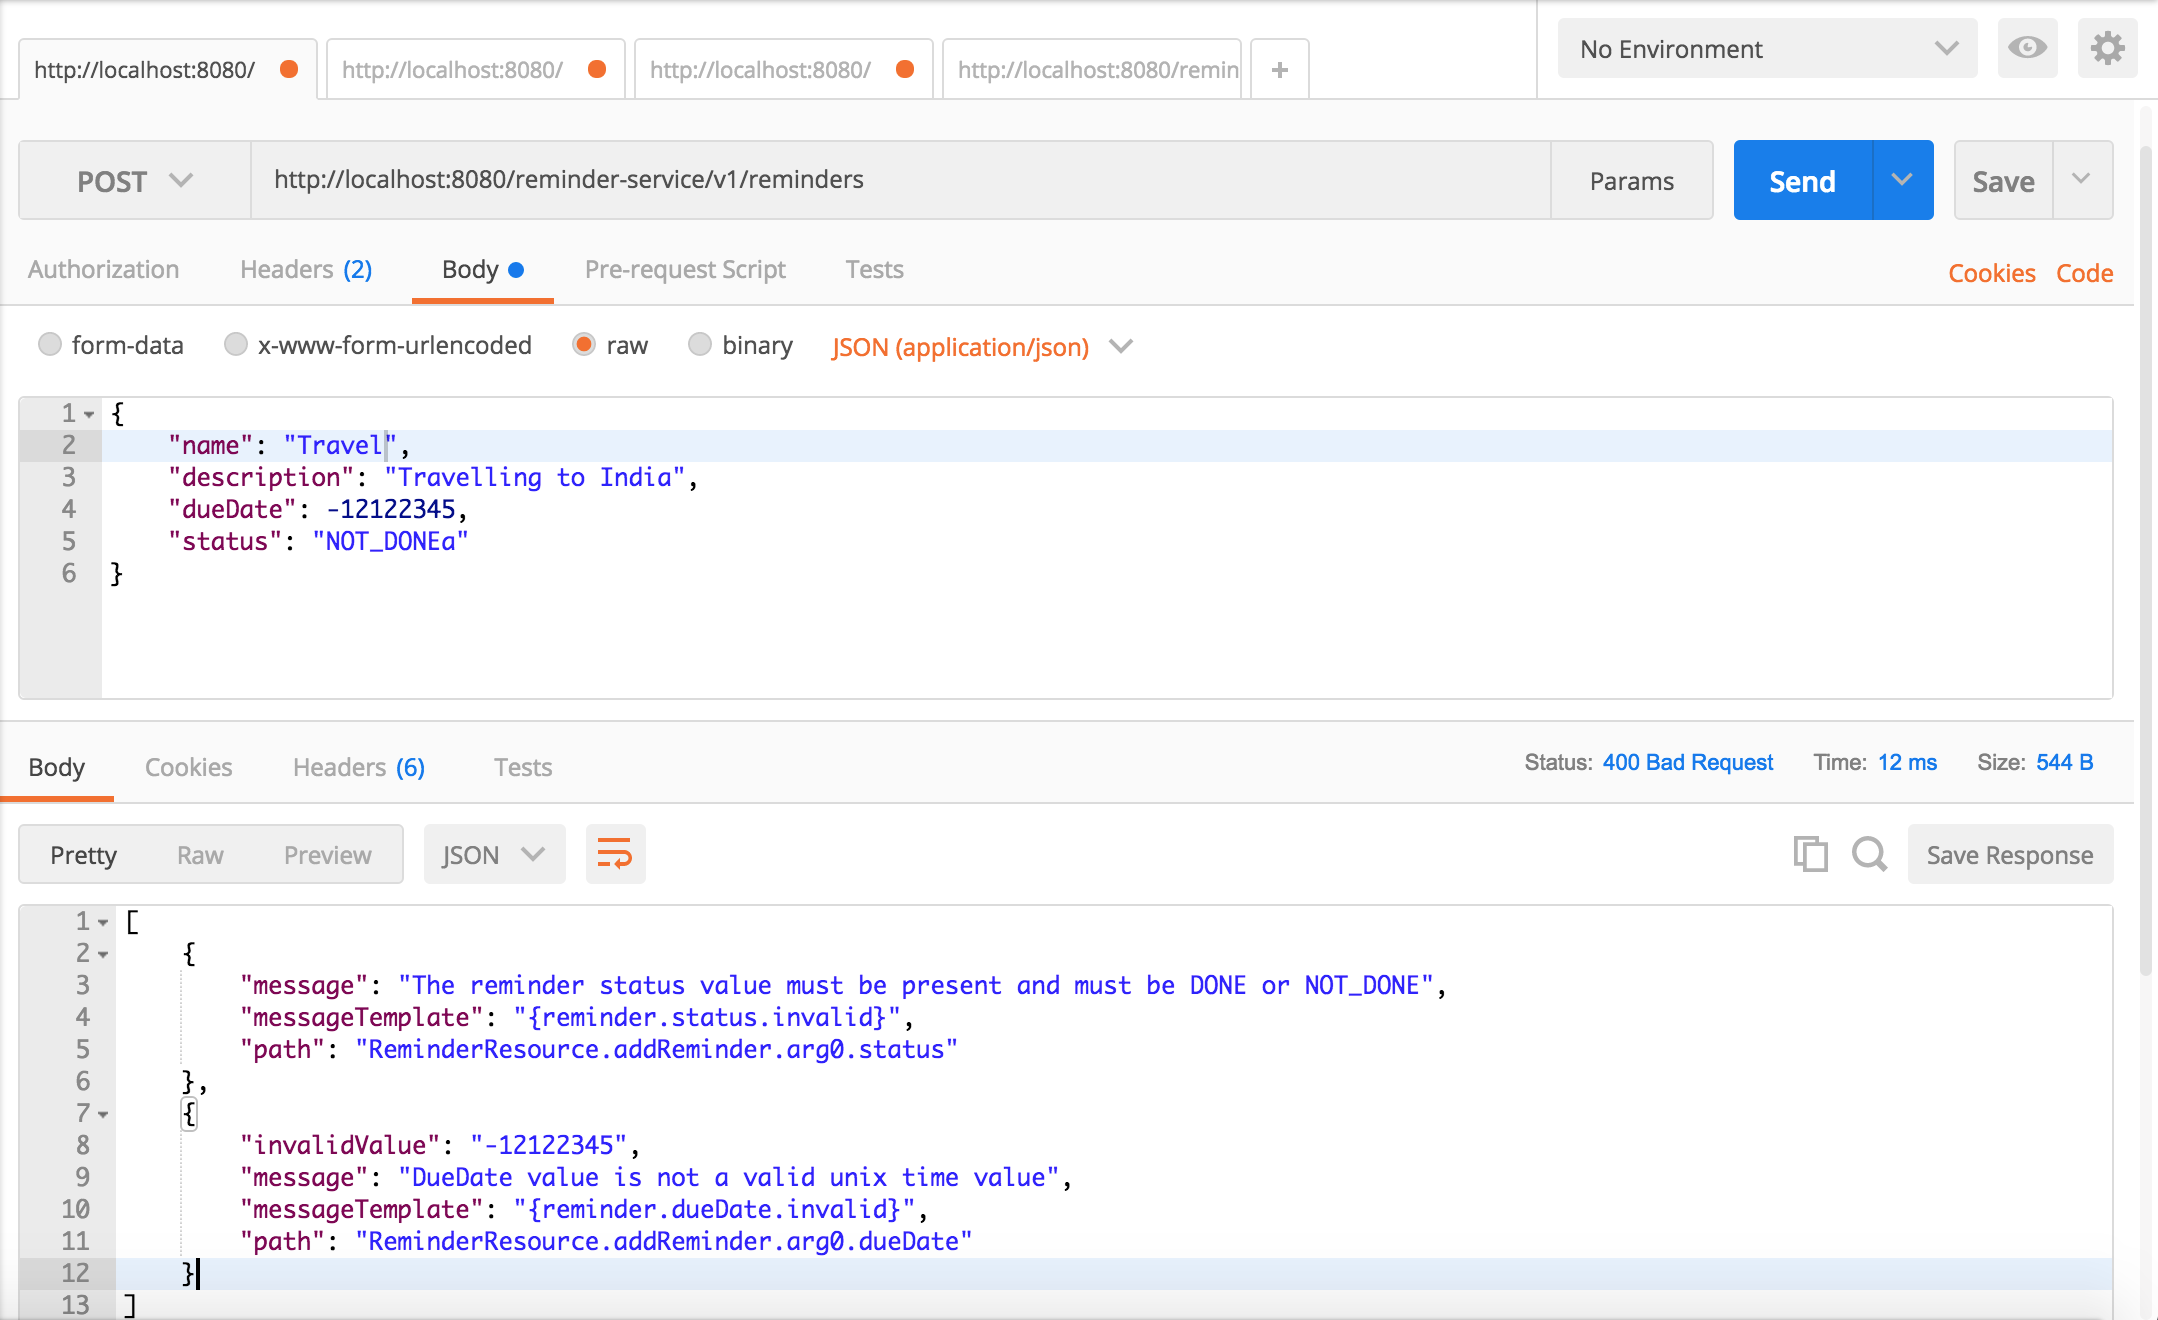 http://localhost:8080/ http://localhost:8080/ http://localhost:8080/ http://localhost:8080/remin + No Environment
POST http://localhost:8080/reminder-service/v1/reminders Params Send Save
Authorization Headers (2) Body Pre-request Script Tests Cookies Code
form-data x-www-form-urlencoded raw binary JSON (application/json)
1 {
2 "name": "Travel",
3 "description": "Travelling to India",
4 "dueDate": -12122345,
5 "status": "NOT_DONEa"
6 }
Body Cookies Headers (6) Tests Status: 400 Bad Request Time: 12 ms Size: 544 B
Pretty Raw Preview JSON Save Response
1 [
2 {
3 "message": "The reminder status value must be present and must be DONE or NOT_DONE",
4 "messageTemplate": "{reminder.status.invalid}",
5 "path": "ReminderResource.addReminder.arg0.status"
6 },
7 {
8 "invalidValue": "-12122345",
9 "message": "DueDate value is not a valid unix time value",
10 "messageTemplate": "{reminder.dueDate.invalid}",
11 "path": "ReminderResource.addReminder.arg0.dueDate"
12 }
13 ]